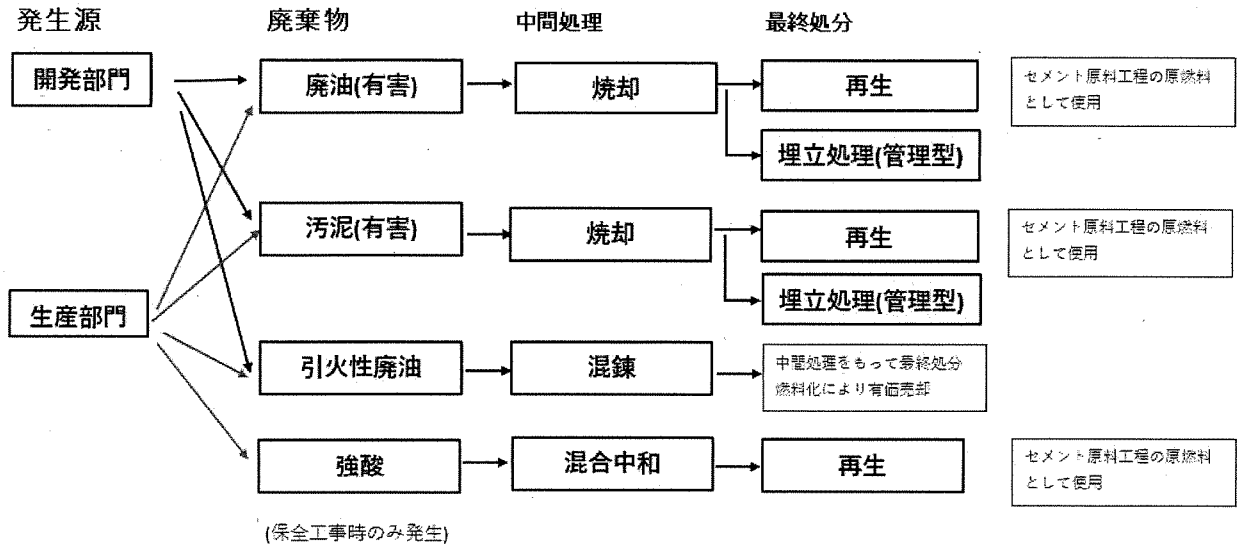 発生源
廃棄物
中間処理
最終処分
開発部門
廃油(有害)
焼却
再生
セメント原料工程の原燃料
として使用
埋立処理(管理型)
汚泥(有害)
焼却
再生
セメント原料工程の原燃料
として使用
埋立処理(管理型)
生産部門
引火性廃油
混錬
中間処理をもって最終処分
燃料化により有価売却
強酸
混合中和
再生
セメント原料工程の原燃料
として使用
(保全工事時のみ発生)